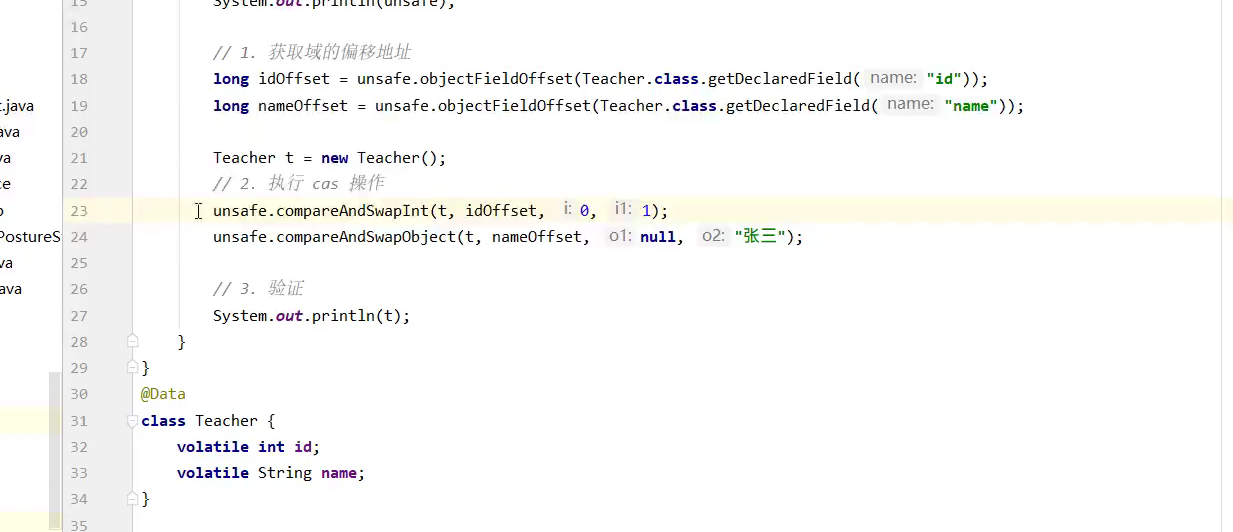 15 System.out.println(unsafe);
16
17 // 1. 获取域的偏移地址
18 long idOffset = unsafe.objectFieldOffset(Teacher.class.getDeclaredField( name: "id"));
t.java 19 long nameOffset = unsafe.objectFieldOffset(Teacher.class.getDeclaredField( name: "name"));
ava 20
va 21 Teacher t = new Teacher();
ce 22 // 2. 执行 cas 操作
o 23 unsafe.compareAndSwapInt(t, idOffset, i: 0, i1: 1);
PostureS 24 unsafe.compareAndSwapObject(t, nameOffset, o1: null, o2: "张三");
va 25
ava 26 // 3. 验证
27 System.out.println(t);
28 }
29 }
30 @Data
31 class Teacher {
32 volatile int id;
33 volatile String name;
34 }
35